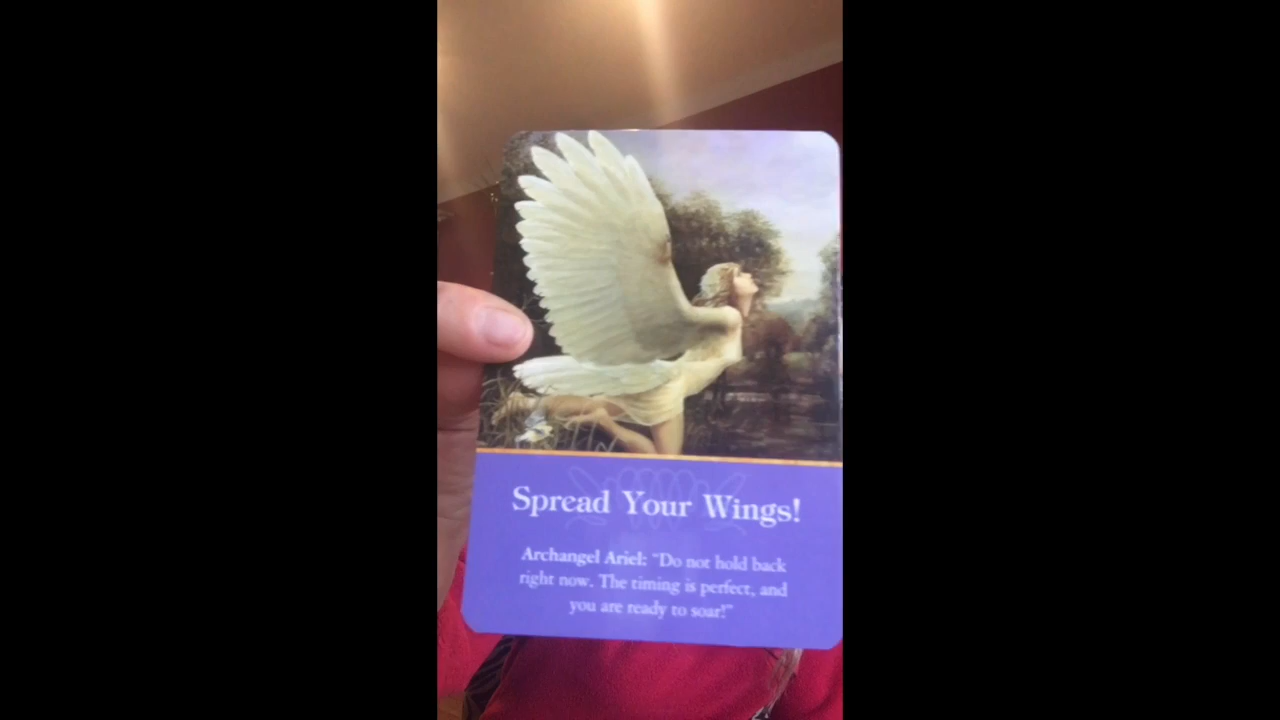 Spread Your Wings!
Archangel Ariel: "Do not hold back
right now. The timing is perfect, and
you are ready to soar!"